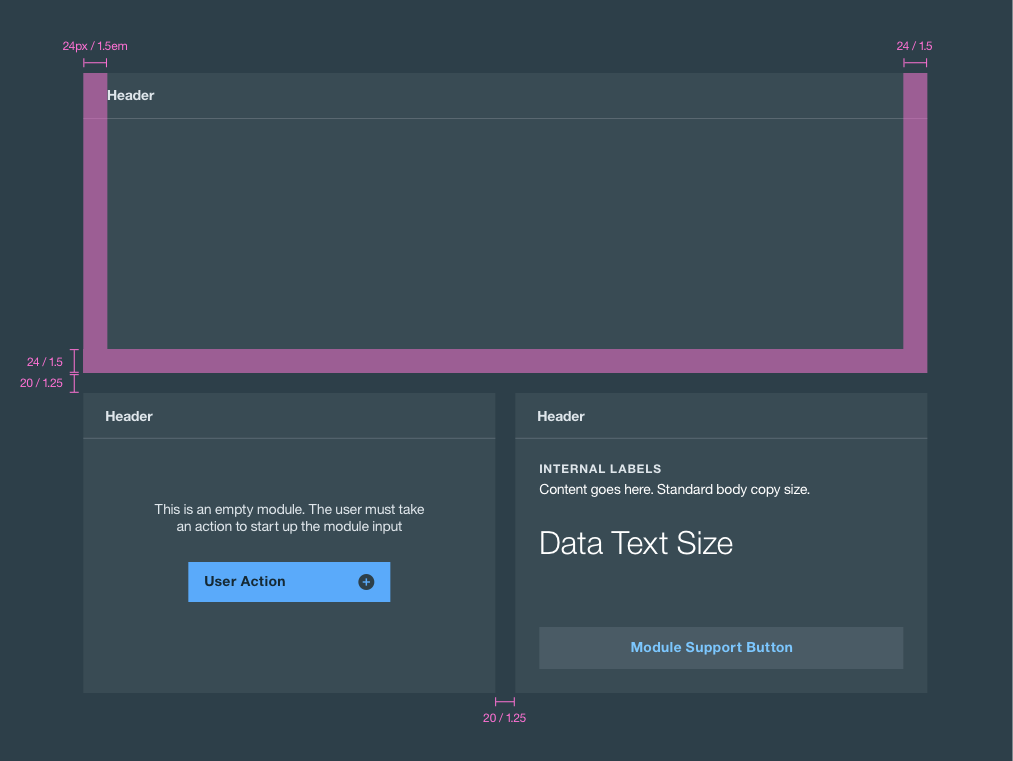 24px / 1.5em
24 / 1.5
Header
24 / 1.5
20 / 1.25
Header
This is an empty module. The user must take
an action to start up the module input
User Action
Header
INTERNAL LABELS
Content goes here. Standard body copy size.
Data Text Size
Module Support Button
20 / 1.25